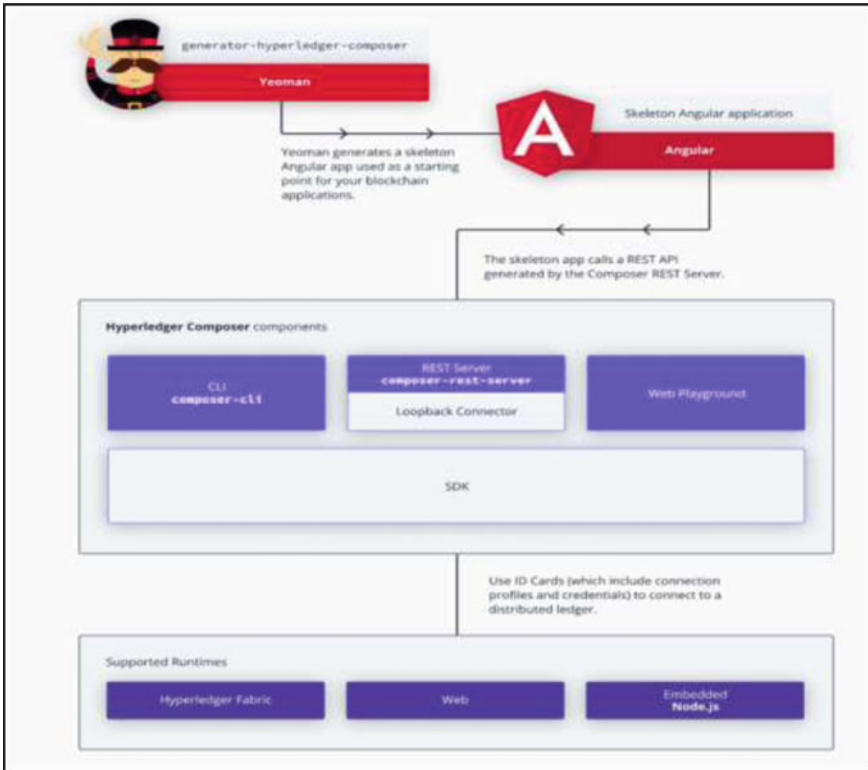 generator-hyperledger-composer
Yeoman
Skeleton Angular application
A
Angular
Yeoman generates a skeleton
Angular app used as a starting
point for your blockchain
applications.
The skeleton app calls a REST API
generated by the Composer REST Server.
Hyperledger Composer components
CLI
composer-cli
REST Server
composer-rest-server
Loopback Connector
Web Playground
SDK
Use ID Cards (which include connection
profiles and credentials) to connect to a
distributed ledger.
Supported Runtimes
Hyperledger Fabric
Web
Embedded
Node.js